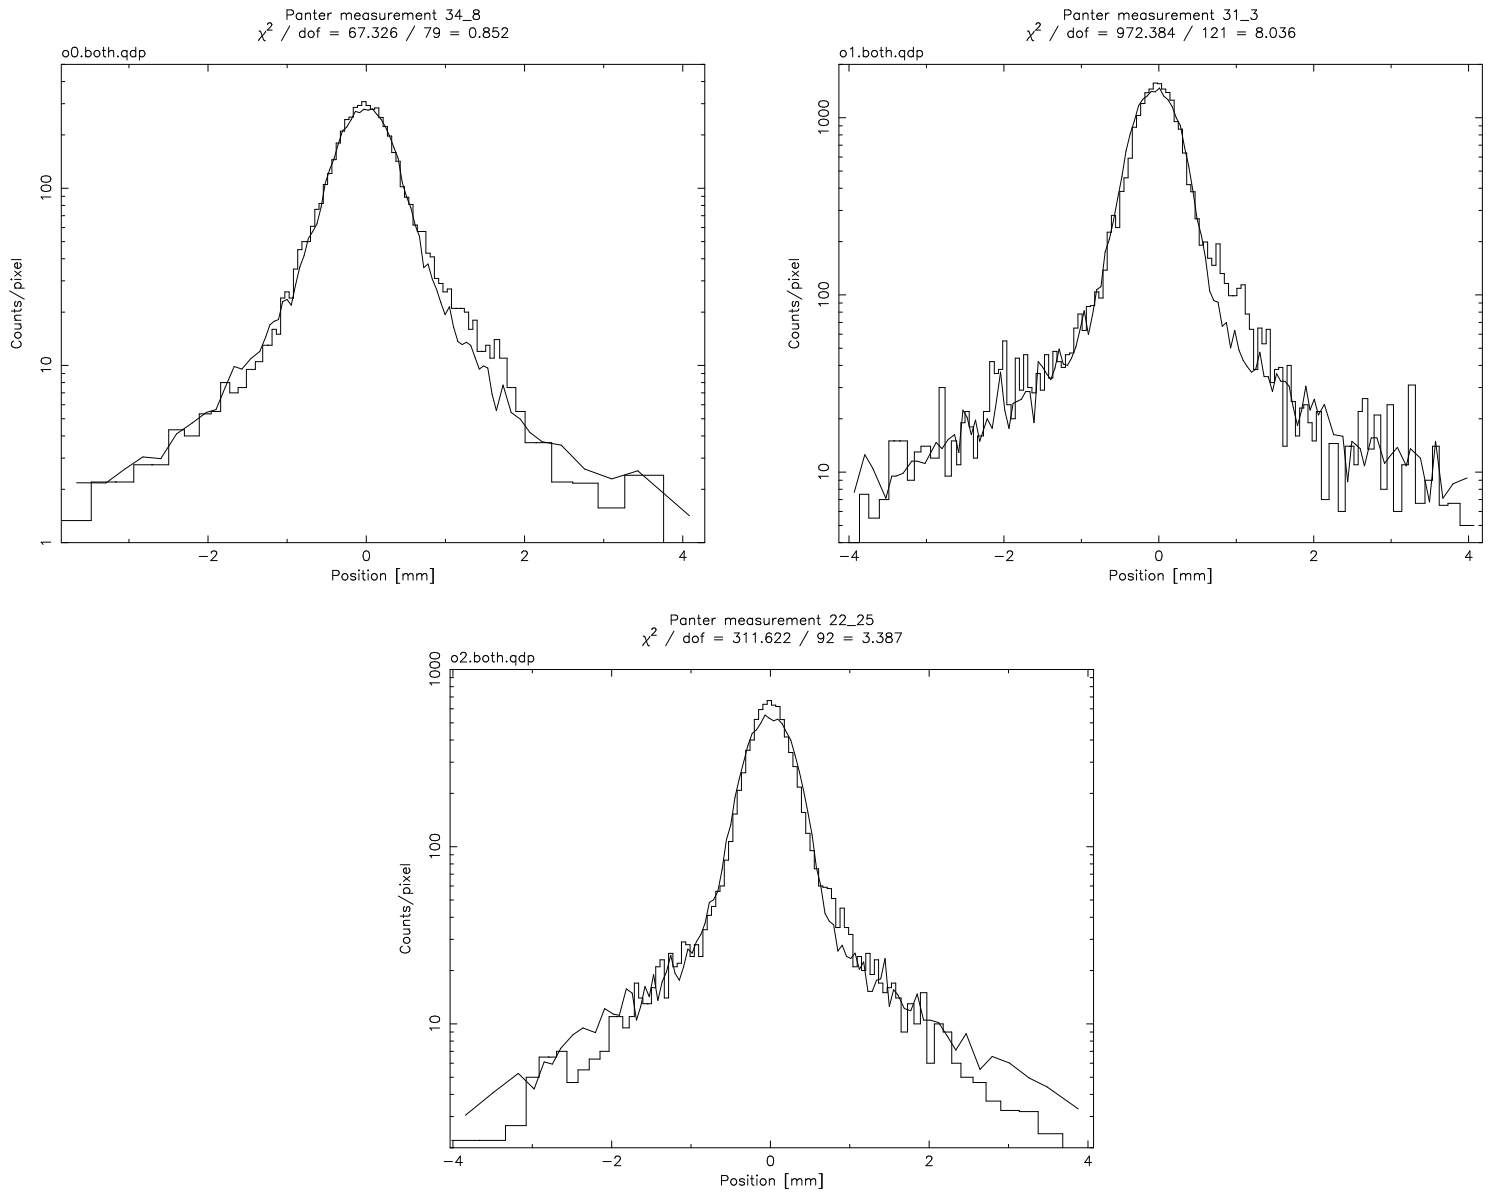 Panter measurement 34_8
χ² / dof = 67.326 / 79 = 0.852
o0.both.qdp
Counts/pixel
100
10
1
−2
0
2
4
Position [mm]
Panter measurement 31_3
χ² / dof = 972.384 / 121 = 8.036
o1.both.qdp
Counts/pixel
1000
100
10
−4
−2
0
2
4
Position [mm]
Panter measurement 22_25
χ² / dof = 311.622 / 92 = 3.387
o2.both.qdp
Counts/pixel
1000
100
10
−4
−2
0
2
4
Position [mm]